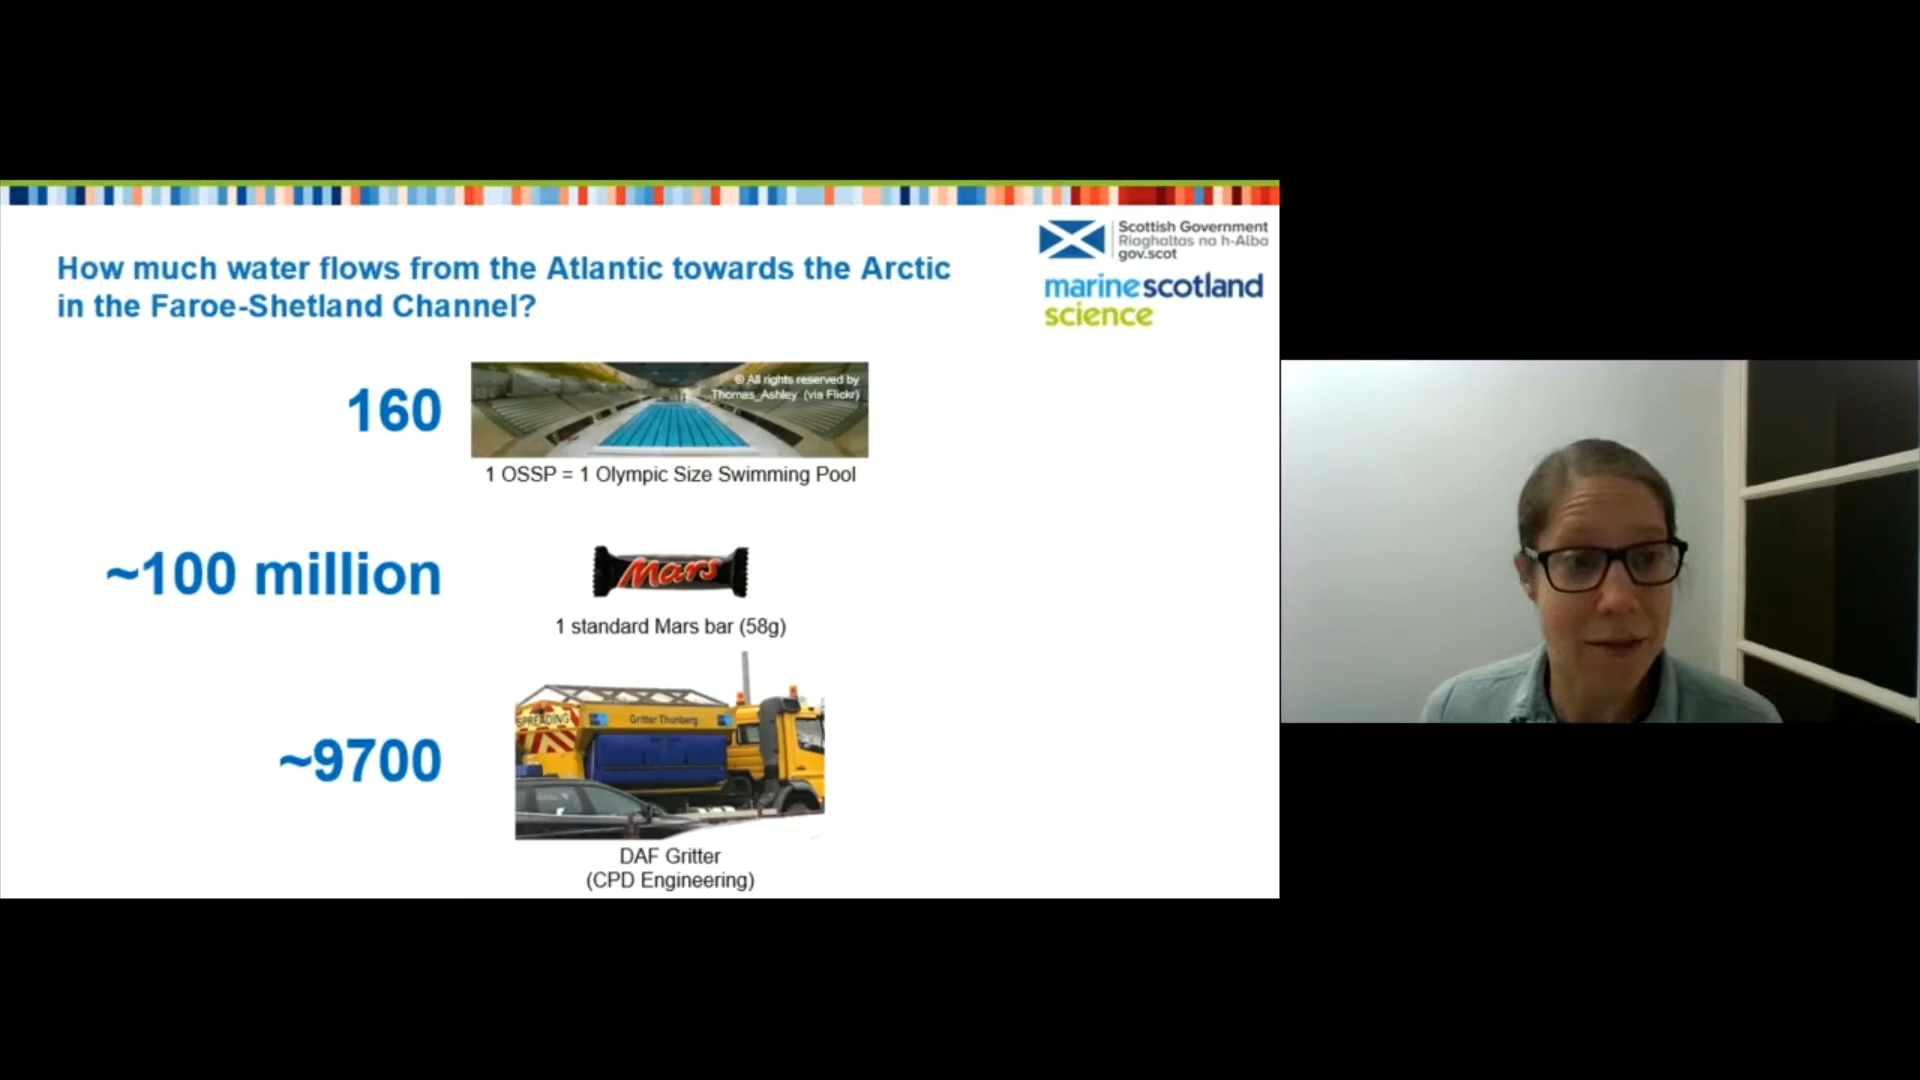 Scottish Government
Riaghaltas na h-Alba
gov.scot
marinescotland
science
How much water flows from the Atlantic towards the Arctic
in the Faroe-Shetland Channel?
160
© All rights reserved by
Thomas_Ashley (via Flickr)
1 OSSP = 1 Olympic Size Swimming Pool
~100 million
Mars
1 standard Mars bar (58g)
~9700
SPREADING
Gritter Thunberg
DAF Gritter
(CPD Engineering)